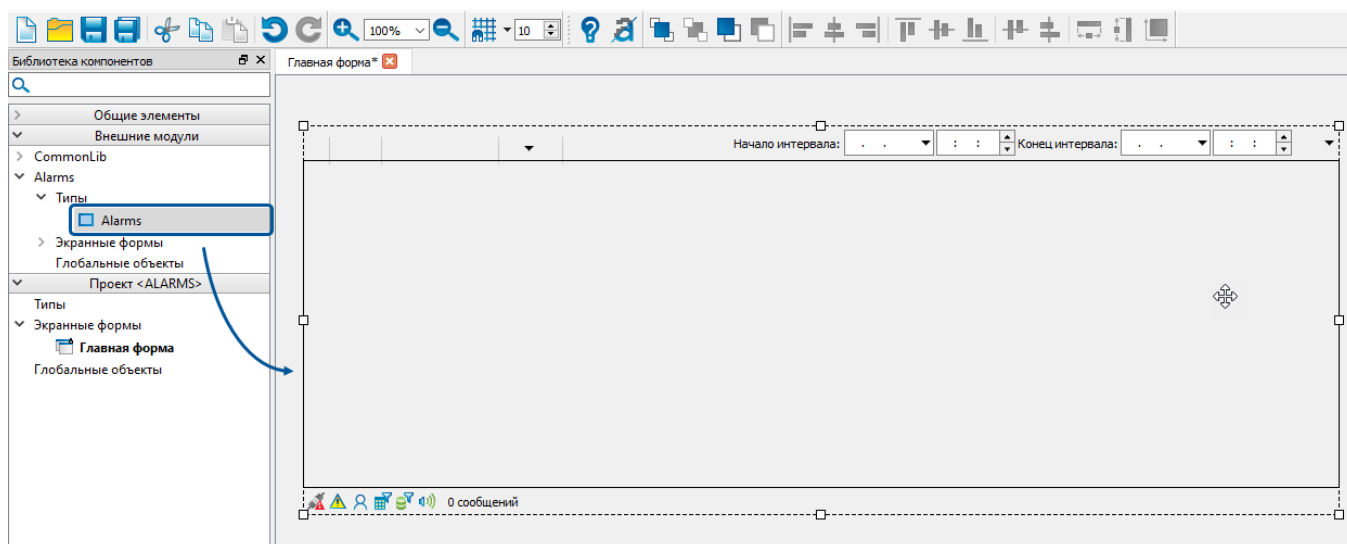 100%
10
Библиотека компонентов
Главная форма*
Общие элементы
Внешние модули
CommonLib
Alarms
Типы
Alarms
Экранные формы
Глобальные объекты
Проект <ALARMS>
Типы
Экранные формы
Главная форма
Глобальные объекты
Начало интервала: . . : : Конец интервала: . . : :
0 сообщений